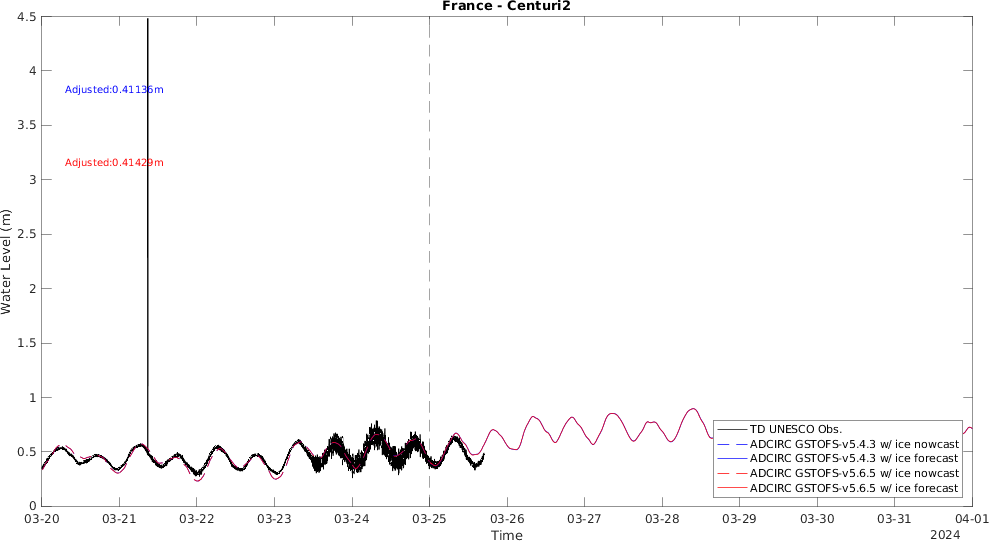 France - Centuri2
4.5
4
3.5
3
2.5
2
1.5
1
0.5
0
Water Level (m)
Adjusted:0.41136m
Adjusted:0.41429m
TD UNESCO Obs.
ADCIRC GSTOFS-v5.4.3 w/ ice nowcast
ADCIRC GSTOFS-v5.4.3 w/ ice forecast
ADCIRC GSTOFS-v5.6.5 w/ ice nowcast
ADCIRC GSTOFS-v5.6.5 w/ ice forecast
03-20 03-21 03-22 03-23 03-24 03-25 03-26 03-27 03-28 03-29 03-30 03-31 04-01
Time
2024